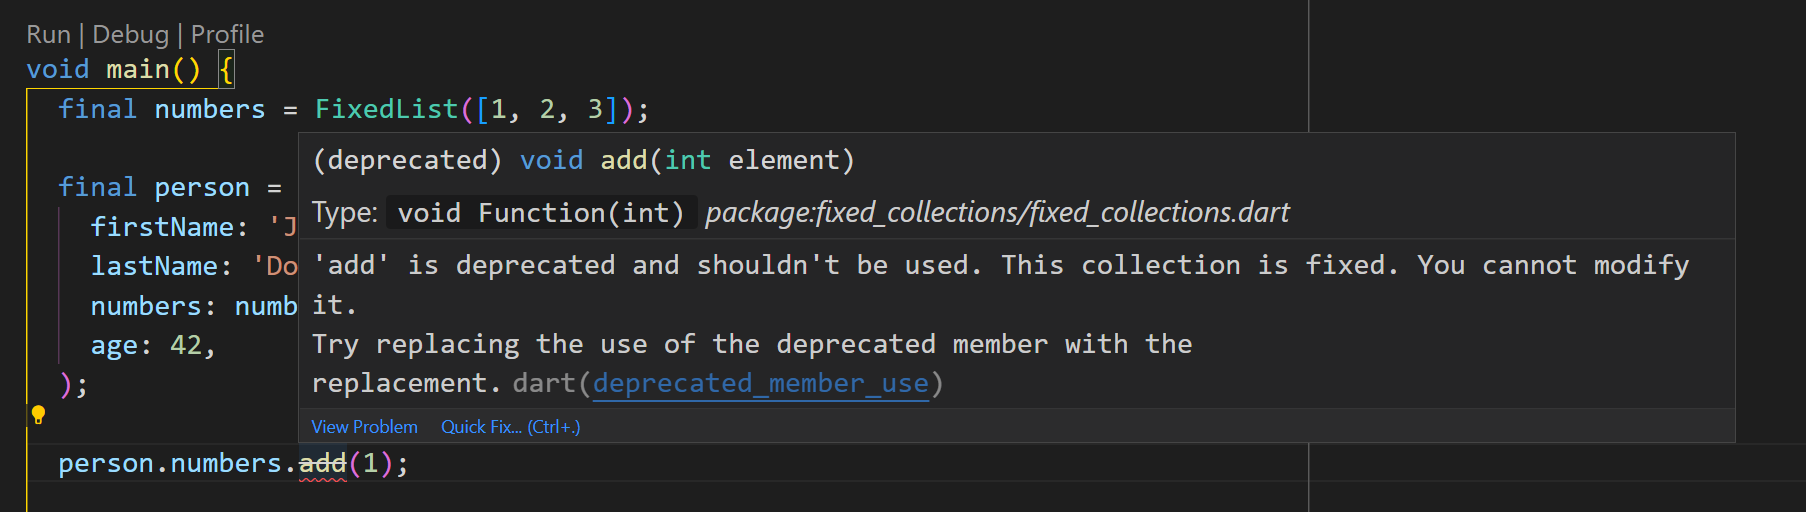 Run | Debug | Profile
void main() {
final numbers = FixedList([1, 2, 3]);
(deprecated) void add(int element)
final person =
Type: void Function(int) package:fixed_collections/fixed_collections.dart
firstName: 'J
'add' is deprecated and shouldn't be used. This collection is fixed. You cannot modify
lastName: 'Do
it.
numbers: numb
Try replacing the use of the deprecated member with the
age: 42,
replacement. dart(deprecated_member_use)
);
View Problem Quick Fix... (Ctrl+.)
person.numbers.add(1);